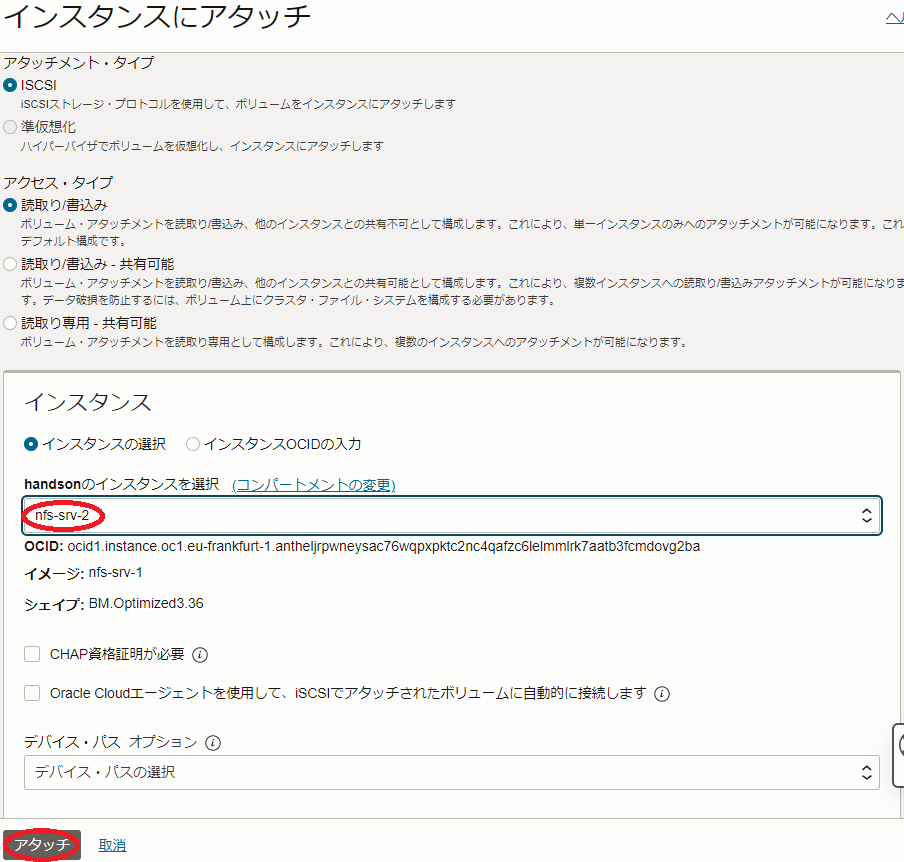 インスタンスにアタッチ
アタッチメント・タイプ
ISCSI
iSCSIストレージ・プロトコルを使用して、ボリュームをインスタンスにアタッチします
準仮想化
ハイパーバイザでボリュームを仮想化し、インスタンスにアタッチします
アクセス・タイプ
読取り/書込み
ボリューム・アタッチメントを読取り/書込み、他のインスタンスとの共有不可として構成します。これにより、単一インスタンスのみへのアタッチメントが可能になります。これ
デフォルト構成です。
読取り/書込み - 共有可能
ボリューム・アタッチメントを読取り/書込み、他のインスタンスとの共有可能として構成します。これにより、複数インスタンスへの読取り/書込みアタッチメントが可能になりま
す。データ破損を防止するには、ボリューム上にクラスタ・ファイル・システムを構成する必要があります。
読取り専用 - 共有可能
ボリューム・アタッチメントを読取り専用として構成します。これにより、複数のインスタンスへのアタッチメントが可能になります。
インスタンス
インスタンスの選択 インスタンスOCIDの入力
handsonのインスタンスを選択 (コンパートメントの変更)
nfs-srv-2
OCID: ocid1.instance.oc1.eu-frankfurt-1.antheljrpwneysac76wqpxpktc2nc4qafzc6lelmmlrk7aatb3fcmdovg2ba
イメージ: nfs-srv-1
シェイプ: BM.Optimized3.36
CHAP資格証明が必要
Oracle Cloudエージェントを使用して、iSCSIでアタッチされたボリュームに自動的に接続します
デバイス・パス オプション
デバイス・パスの選択
アタッチ 取消